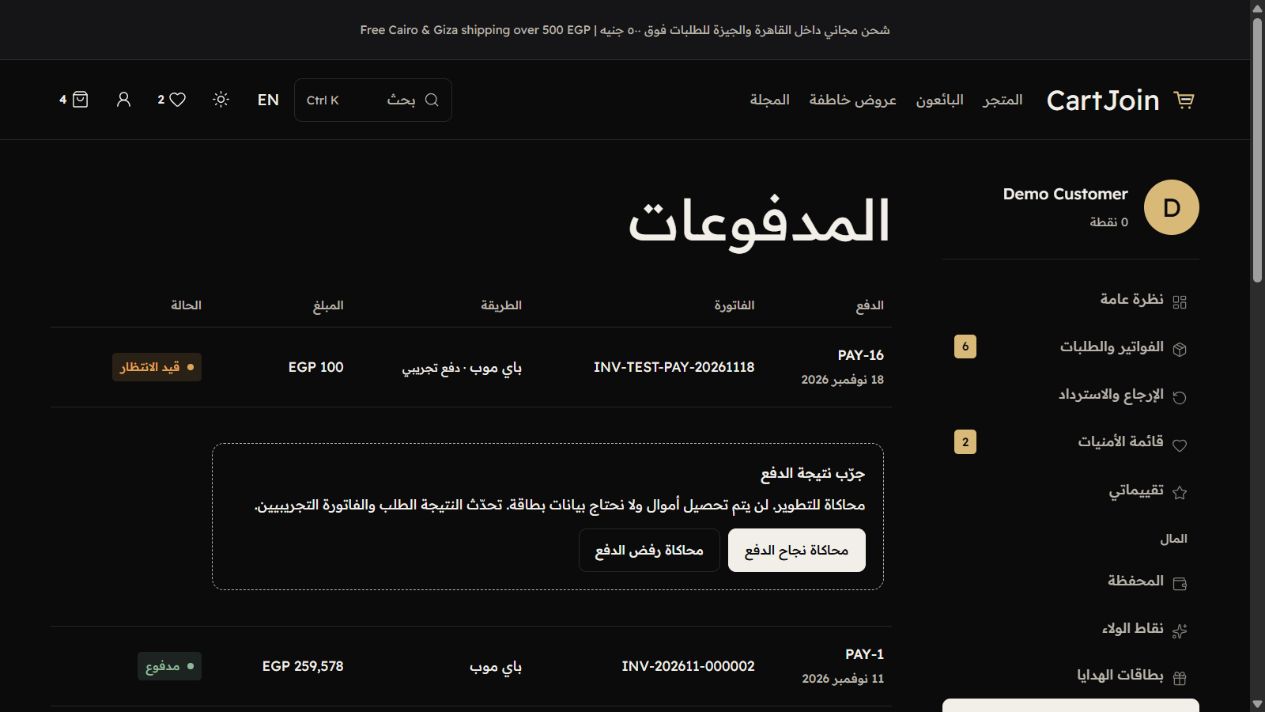 شحن مجاني داخل القاهرة والجيزة للطلبات فوق ٥٠٠ جنيه | Free Cairo & Giza shipping over 500 EGP
CartJoin
المتجر
البائعون
عروض خاطفة
المجلة
بحث
Ctrl K
EN
2
4
D
Demo Customer
0 نقطة
نظرة عامة
الفواتير والطلبات
6
الإرجاع والاسترداد
قائمة الأمنيات
2
تقييماتي
المال
المحفظة
نقاط الولاء
بطاقات الهدايا
المدفوعات
الدفع الفاتورة الطريقة المبلغ الحالة
PAY-16
18 نوفمبر 2026
INV-TEST-PAY-20261118
باي موب · دفع تجريبي
EGP 100
قيد الانتظار
جرّب نتيجة الدفع
محاكاة للتطوير. لن يتم تحصيل أموال ولا نحتاج بيانات بطاقة. تحدّث النتيجة الطلب والفاتورة التجريبيين.
محاكاة نجاح الدفع
محاكاة رفض الدفع
PAY-1
11 نوفمبر 2026
INV-202611-000002
باي موب
EGP 259,578
مدفوع